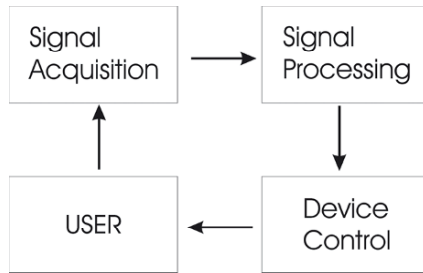 Signal
Acquisition
Signal
Processing
USER
Device
Control